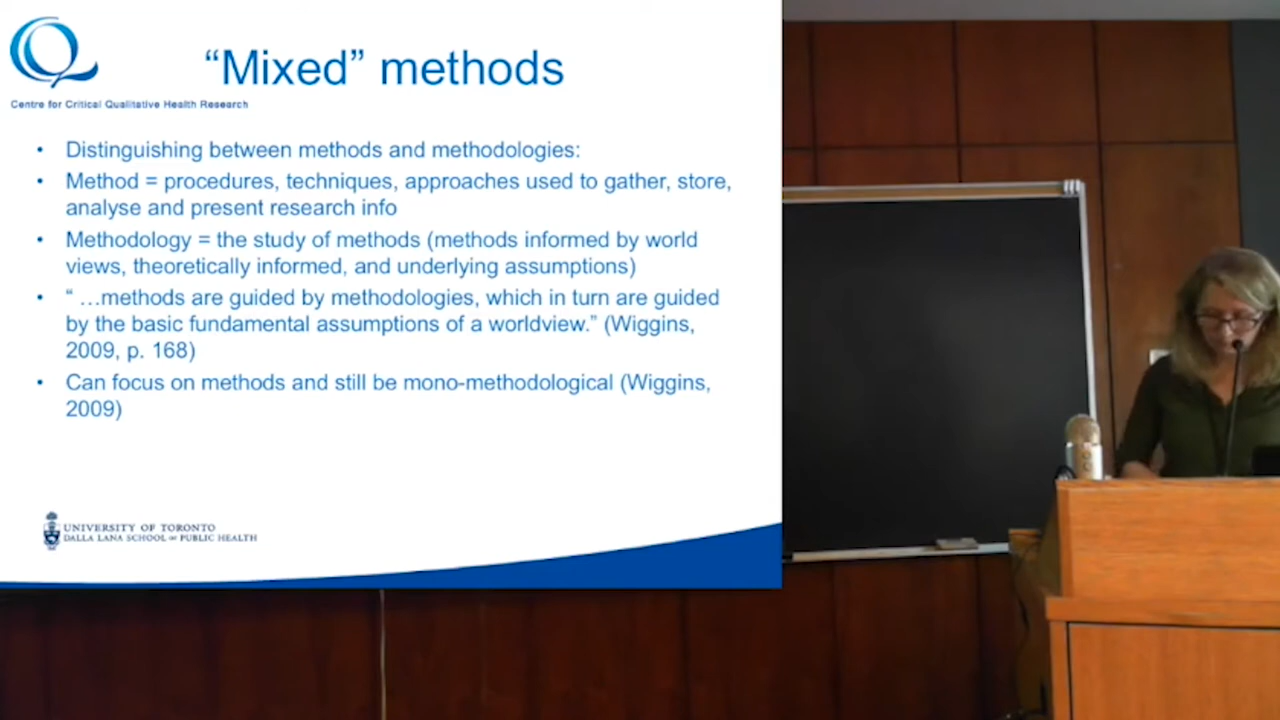 “Mixed” methods
Centre for Critical Qualitative Health Research
• Distinguishing between methods and methodologies:
• Method = procedures, techniques, approaches used to gather, store,
analyse and present research info
• Methodology = the study of methods (methods informed by world
views, theoretically informed, and underlying assumptions)
• “ …methods are guided by methodologies, which in turn are guided
by the basic fundamental assumptions of a worldview.” (Wiggins,
2009, p. 168)
• Can focus on methods and still be mono-methodological (Wiggins,
2009)
UNIVERSITY OF TORONTO
DALLA LANA SCHOOL OF PUBLIC HEALTH